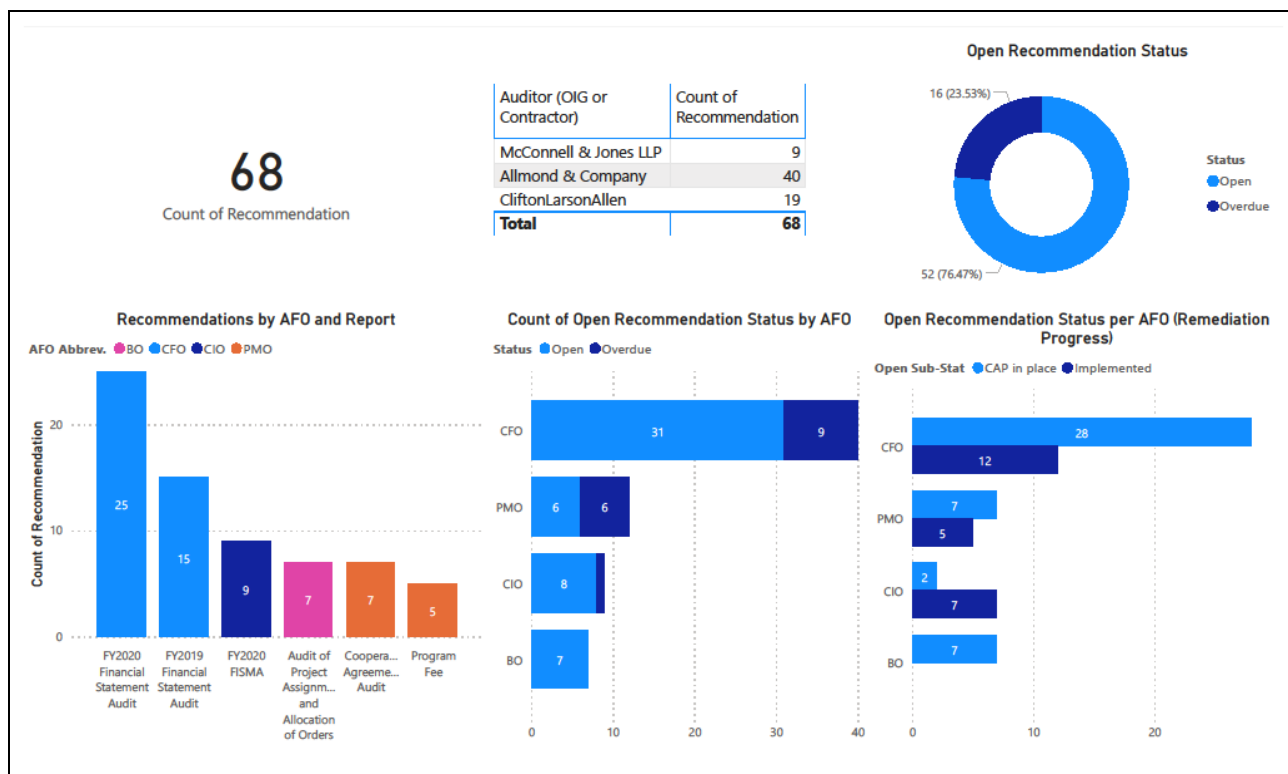 68
Count of Recommendation
Auditor (OIG or
Contractor)
Count of
Recommendation
McConnell & Jones LLP 9
Allmond & Company 40
CliftonLarsonAllen 19
Total 68
Open Recommendation Status
16 (23.53%)
52 (76.47%)
Status
Open
Overdue
Recommendations by AFO and Report
AFO Abbrev. BO CFO CIO PMO
Count of Recommendation
20
10
0
25
15
9
7
7
5
FY2020
Financial
Statement
Audit
FY2019
Financial
Statement
Audit
FY2020
FISMA
Audit of
Project
Assignm...
and
Allocation
of Orders
Coopera...
Agreeme...
Audit
Program
Fee
Count of Open Recommendation Status by AFO
Status Open Overdue
CFO 31 9
PMO 6 6
CIO 8
BO 7
0 10 20 30 40
Open Recommendation Status per AFO (Remediation
Progress)
Open Sub-Stat CAP in place Implemented
CFO
28
12
PMO
7
5
CIO
2
7
BO
7
0 10 20